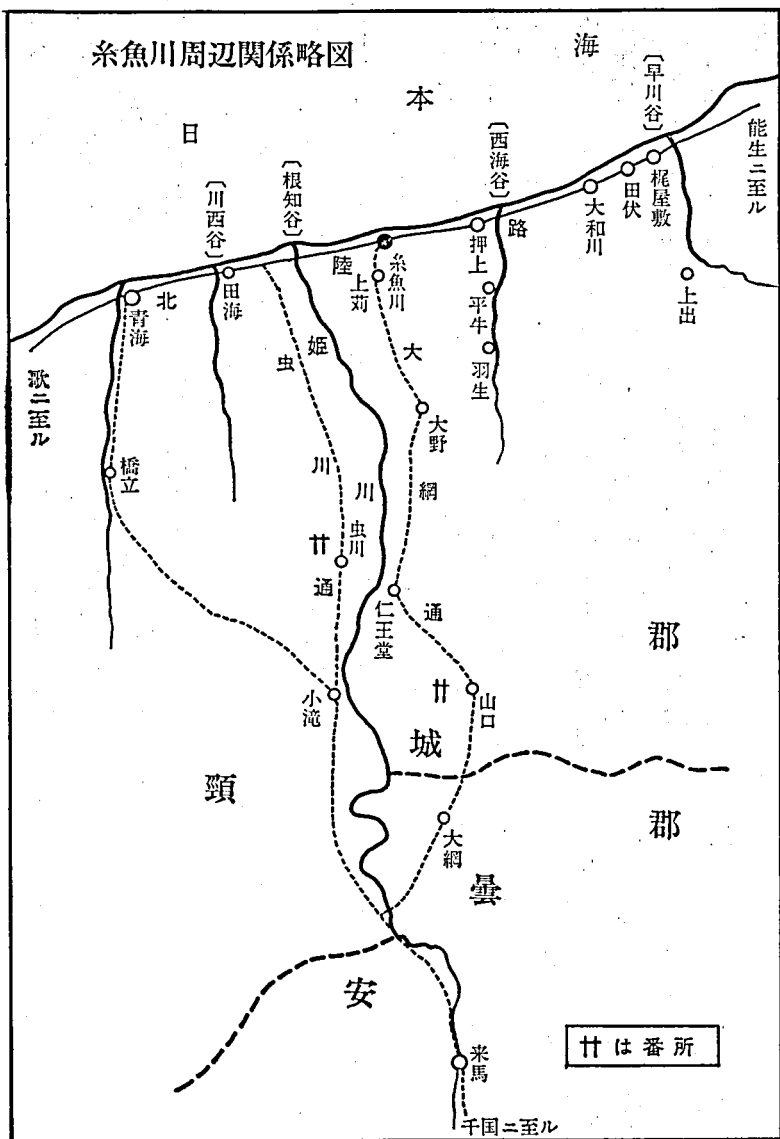 糸魚川周辺関係略図
日本海
〔早川谷〕
〔西海谷〕
〔根知谷〕
〔川西谷〕
能生ニ至ル
梶屋敷
田伏
大和川
押上
糸魚川
上苅
田海
青海
北陸路
上出
平牛
羽生
歌ニ至ル
橋立
虫川通
姫川
大網通
大野
虫川
仁王堂
山口
小滝
頸城郡
大網
安曇郡
来馬
千国ニ至ル
は番所